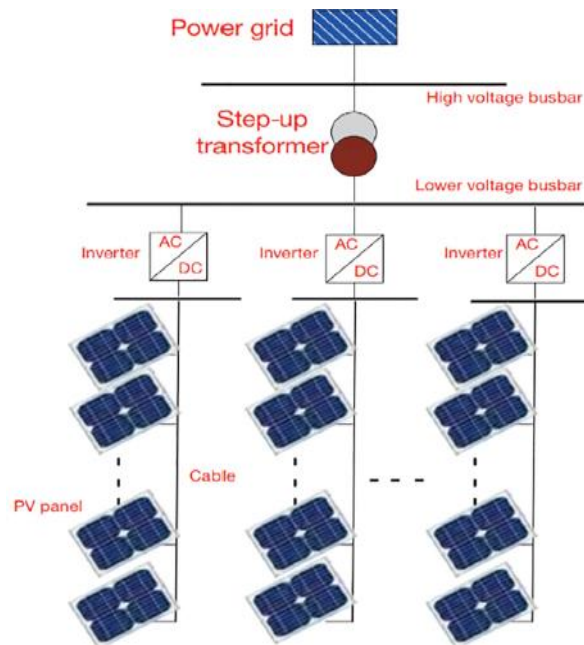 Power grid
High voltage busbar
Step-up
transformer
Lower voltage busbar
Inverter
AC
DC
Inverter
AC
DC
Inverter
AC
DC
Cable
PV panel